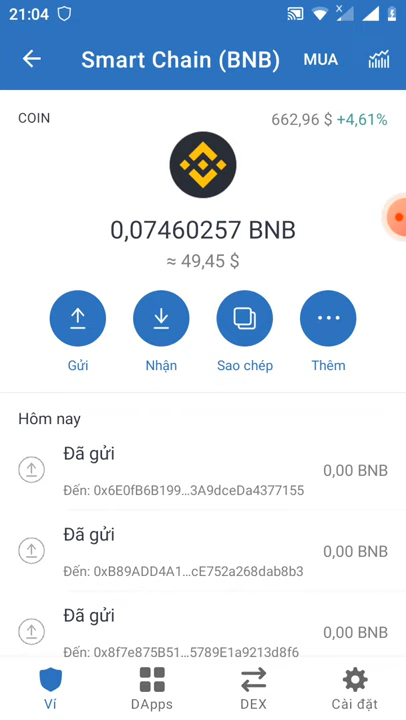 21:04
Smart Chain (BNB) MUA
COIN 662,96 $ +4,61%
0,07460257 BNB
≈ 49,45 $
Gửi Nhận Sao chép Thêm
Hôm nay
Đã gửi
0,00 BNB
Đến: 0x6E0fB6B199...3A9dceDa4377155
Đã gửi
0,00 BNB
Đến: 0xB89ADD4A1...cE752a268dab8b3
Đã gửi
0,00 BNB
Đến: 0x8f7e875B51...5789E1a9213d8f6
Ví DApps DEX Cài đặt